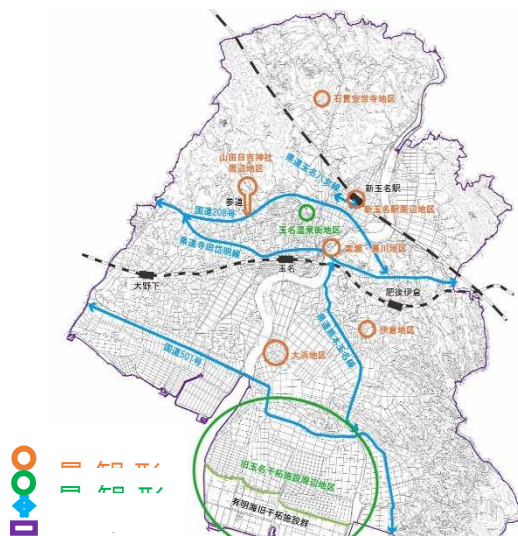 石貫安世寺地区
山田日吉神社
周辺地区
県道玉名八女線
参道
新玉名駅
新玉名駅周辺地区
国道208号
玉名温泉街地区
県道寺田岱明線
高瀬・裏川地区
玉名
大野下
肥後伊倉
伊倉地区
県道熊本玉名線
大浜地区
国道501号
旧玉名干拓施設周辺地区
有明海旧干拓施設群